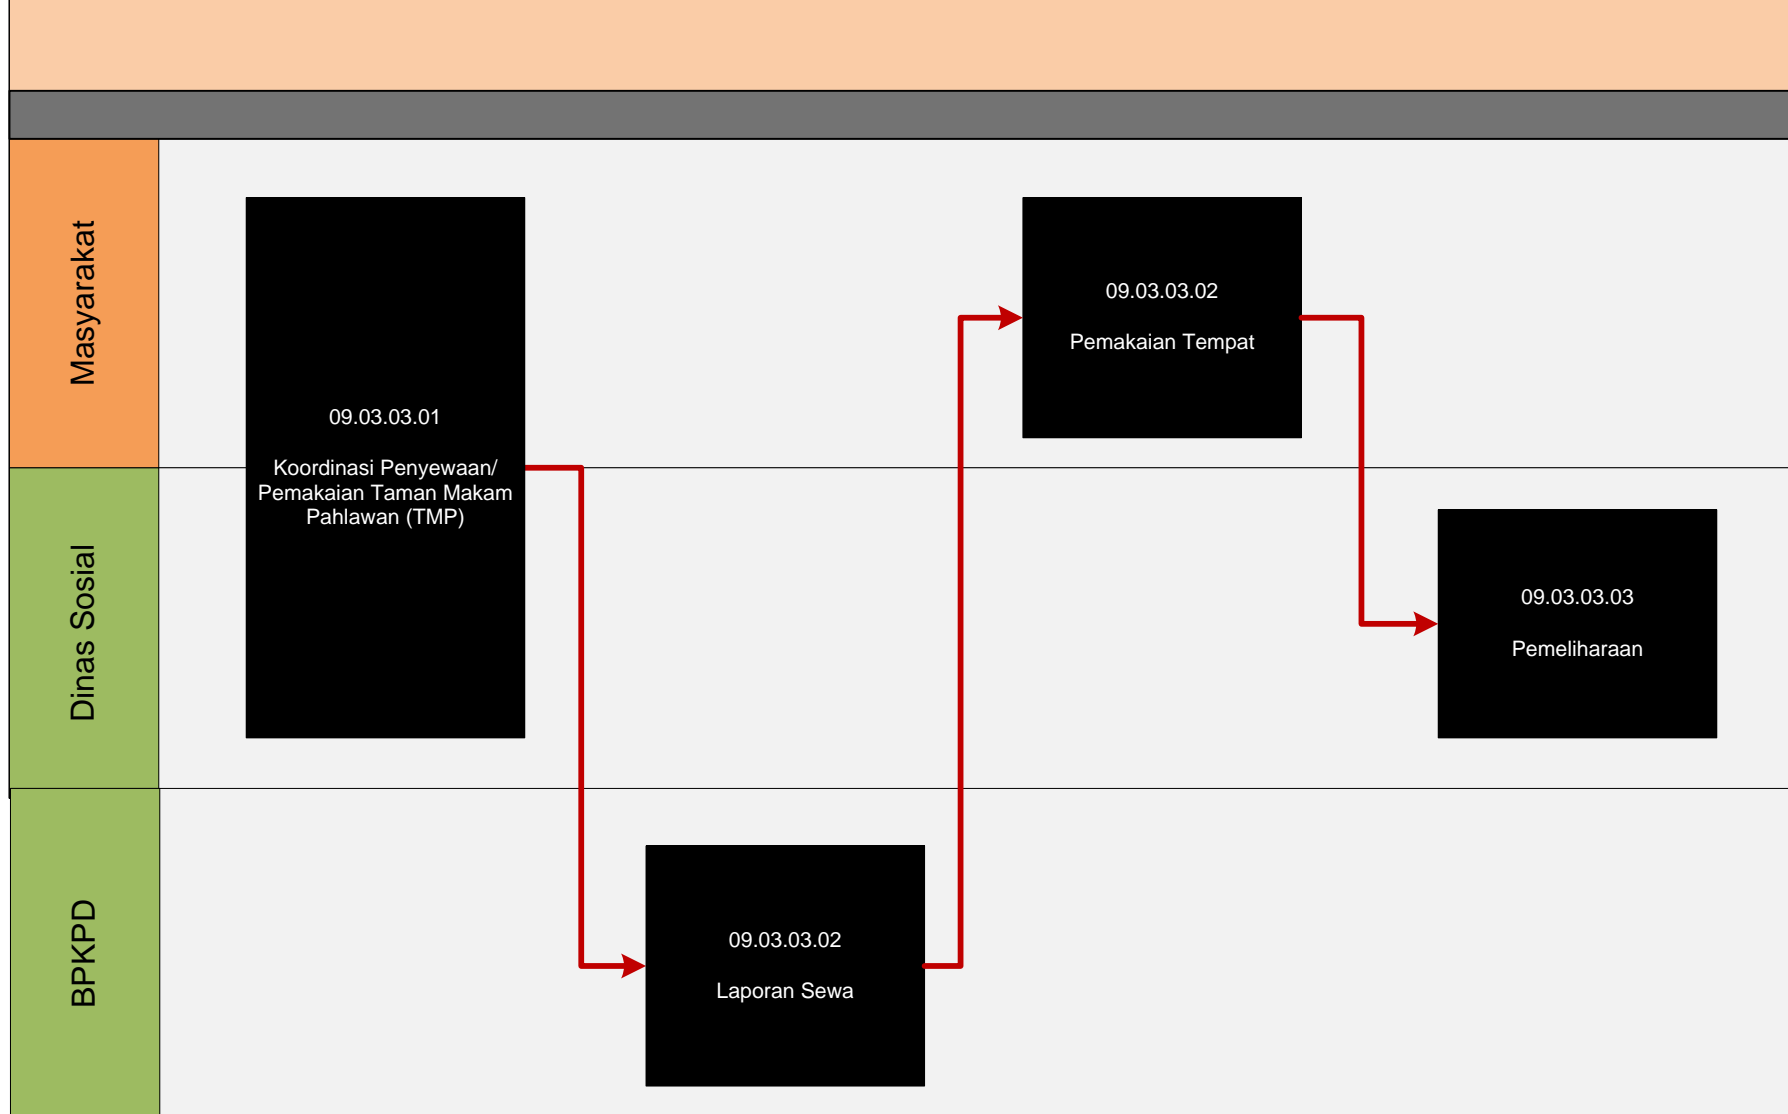 Masyarakat
09.03.03.01
Koordinasi Penyewaan/
Pemakaian Taman Makam
Pahlawan (TMP)
09.03.03.02
Pemakaian Tempat
Dinas Sosial
09.03.03.03
Pemeliharaan
BPKPD
09.03.03.02
Laporan Sewa